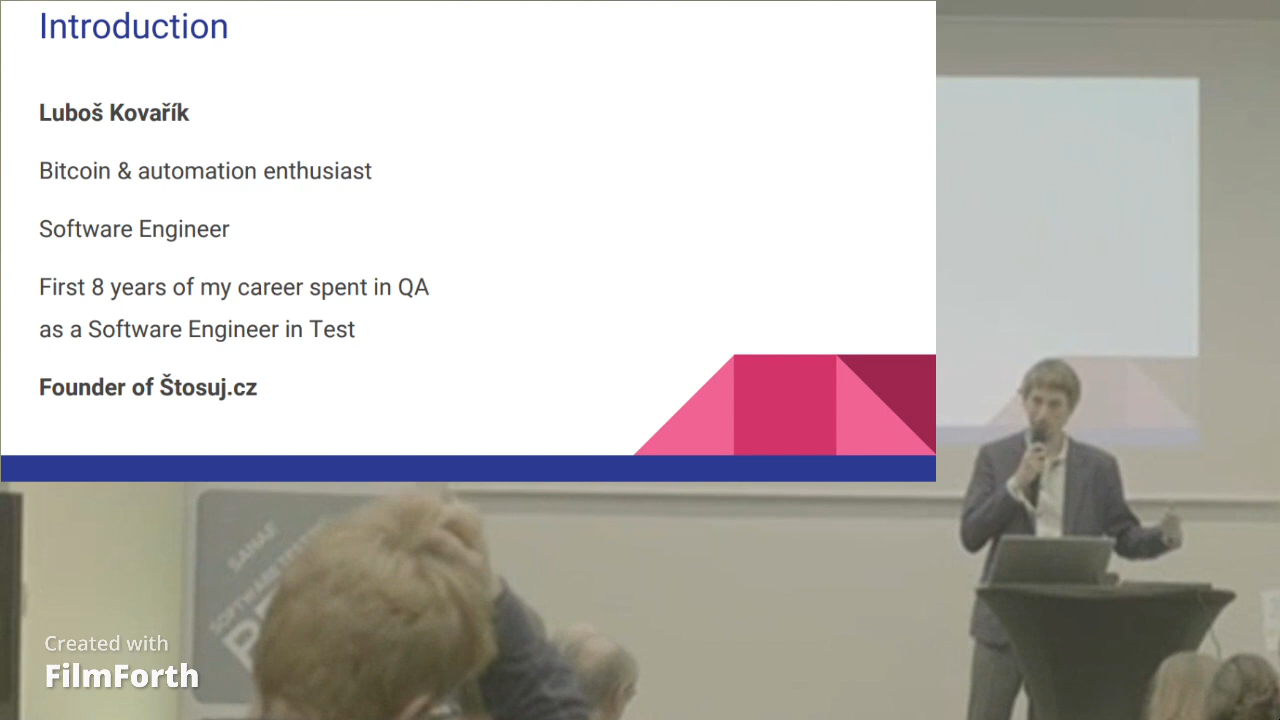 Introduction
Luboš Kovařík
Bitcoin & automation enthusiast
Software Engineer
First 8 years of my career spent in QA
as a Software Engineer in Test
Founder of Štosuj.cz
Created with
FilmForth